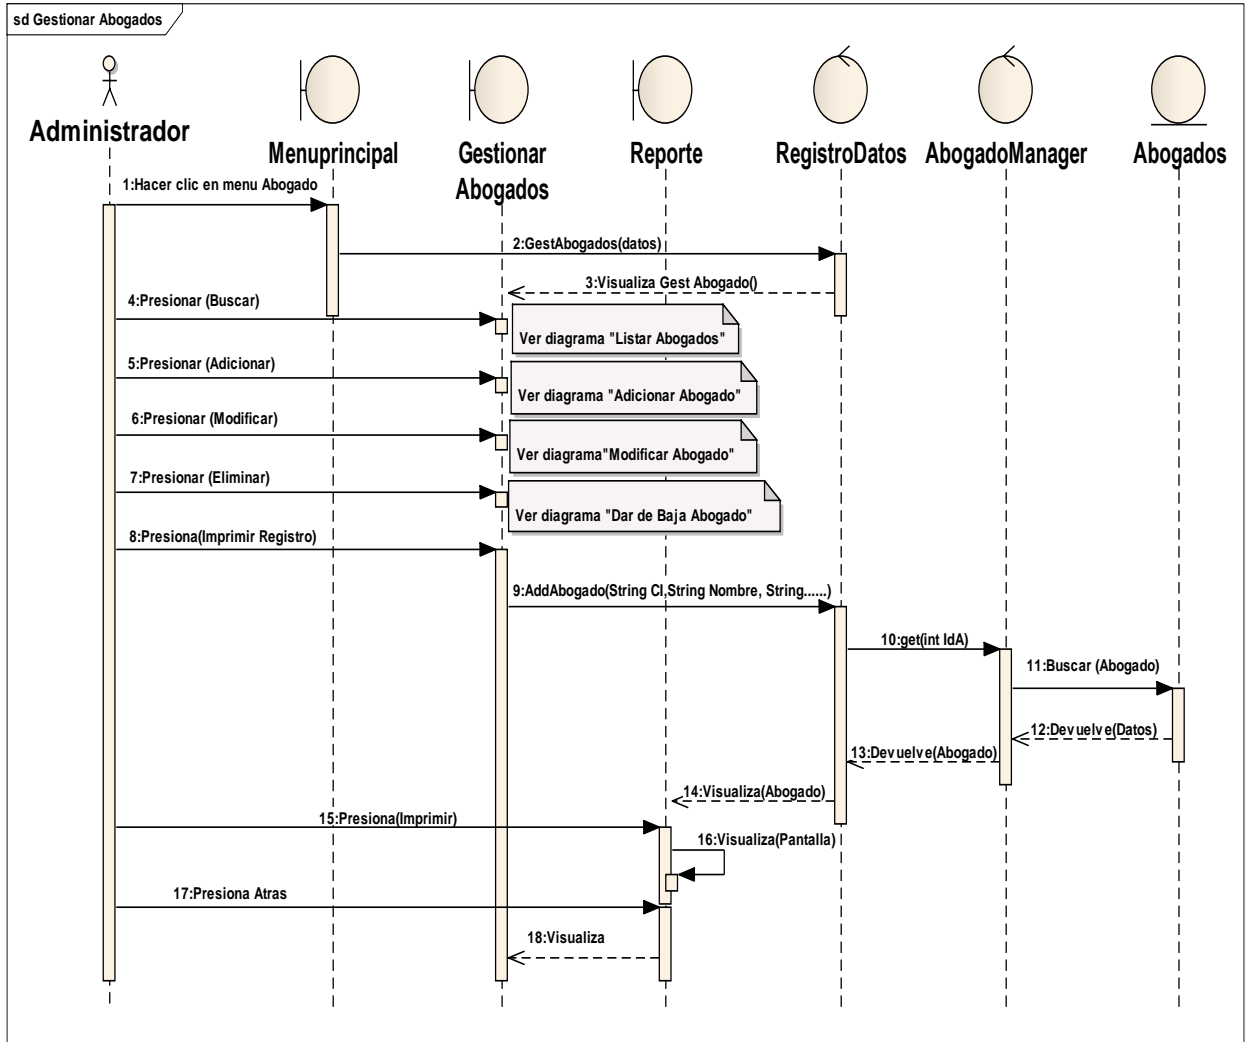 sd Gestionar Abogados
Administrador
Menuprincipal
Gestionar
Abogados
Reporte
RegistroDatos
AbogadoManager
Abogados
1:Hacer clic en menu Abogado
2:GestAbogados(datos)
3:Visualiza Gest Abogado()
4:Presionar (Buscar)
Ver diagrama "Listar Abogados"
5:Presionar (Adicionar)
Ver diagrama "Adicionar Abogado"
6:Presionar (Modificar)
Ver diagrama"Modificar Abogado"
7:Presionar (Eliminar)
Ver diagrama "Dar de Baja Abogado"
8:Presiona(Imprimir Registro)
9:AddAbogado(String CI,String Nombre, String......)
10:get(int IdA)
11:Buscar (Abogado)
12:Devuelve(Datos)
13:Devuelve(Abogado)
14:Visualiza(Abogado)
15:Presiona(Imprimir)
16:Visualiza(Pantalla)
17:Presiona Atras
18:Visualiza